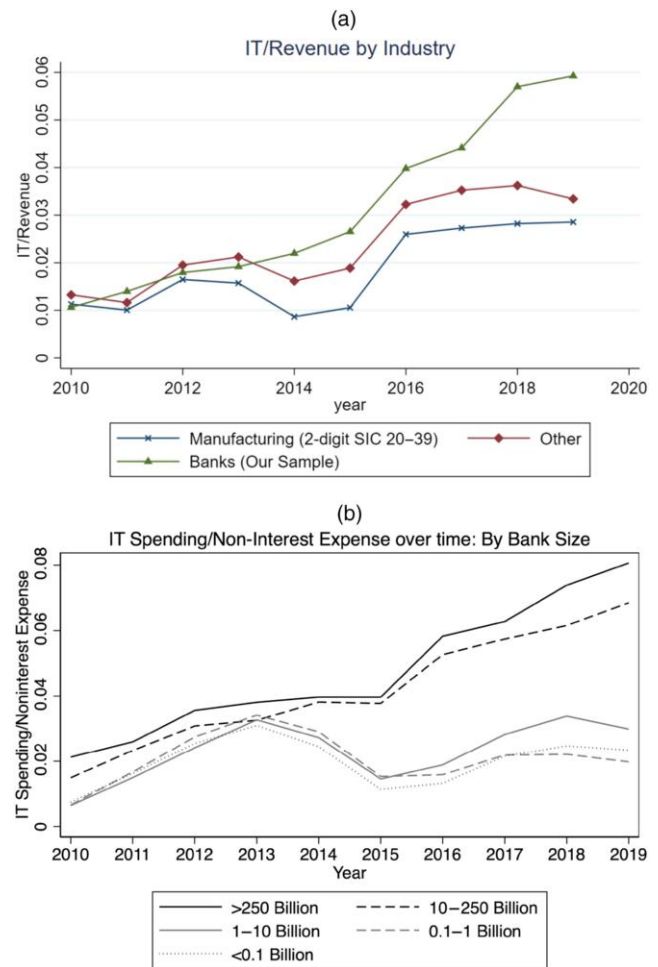 (a)
IT/Revenue by Industry
IT/Revenue
0.06
0.05
0.04
0.03
0.02
0.01
0
2010 2012 2014 2016 2018 2020
year
Manufacturing (2-digit SIC 20–39) Other
Banks (Our Sample)
(b)
IT Spending/Non-Interest Expense over time: By Bank Size
IT Spending/Noninterest Expense
0.08
0.06
0.04
0.02
0
2010 2011 2012 2013 2014 2015 2016 2017 2018 2019
Year
>250 Billion 10–250 Billion
1–10 Billion 0.1–1 Billion
<0.1 Billion